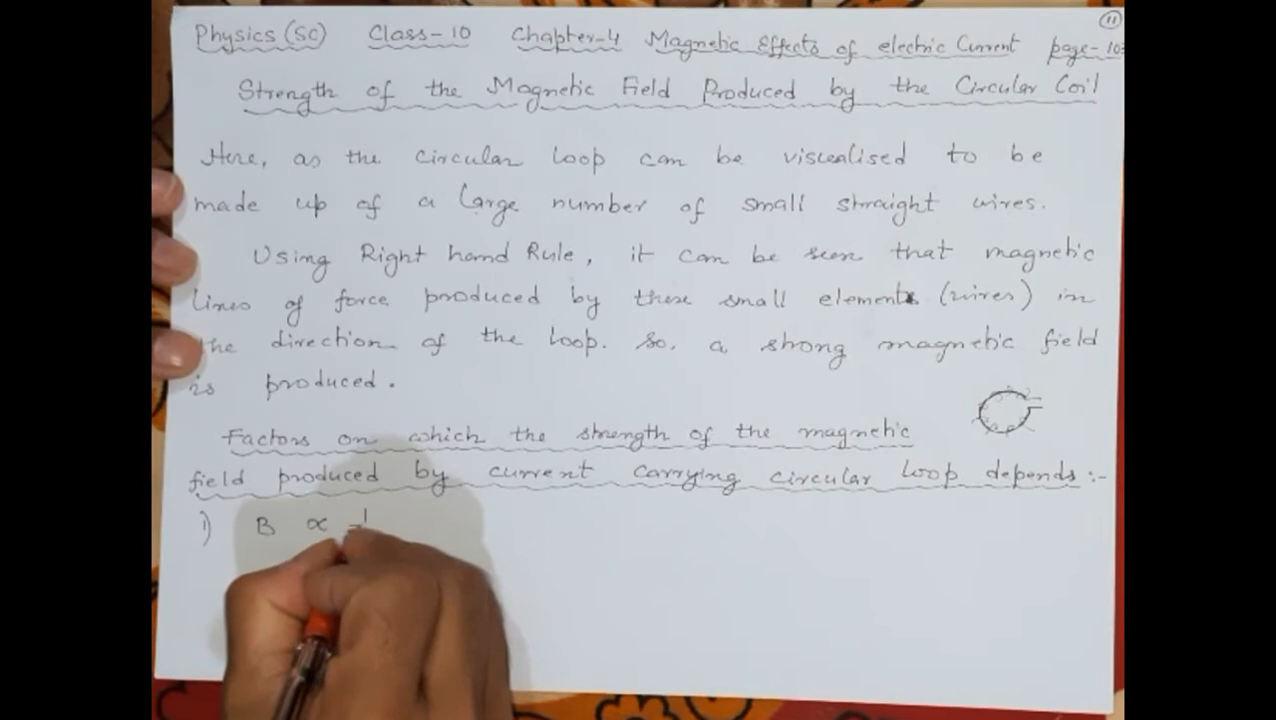 11
Physics (SC) Class-10 Chapter-4 Magnetic Effects of electric Current page-103
Strength of the Magnetic Field Produced by the Circular Coil
Here, as the circular loop can be visualised to be
made up of a large number of small straight wires.
Using Right hand Rule, it can be seen that magnetic
lines of force produced by these small elements (wires) in
the direction of the loop. So, a strong magnetic field
is produced.
Factors on which the strength of the magnetic
field produced by current carrying circular loop depends:-
1) B ∝ 1